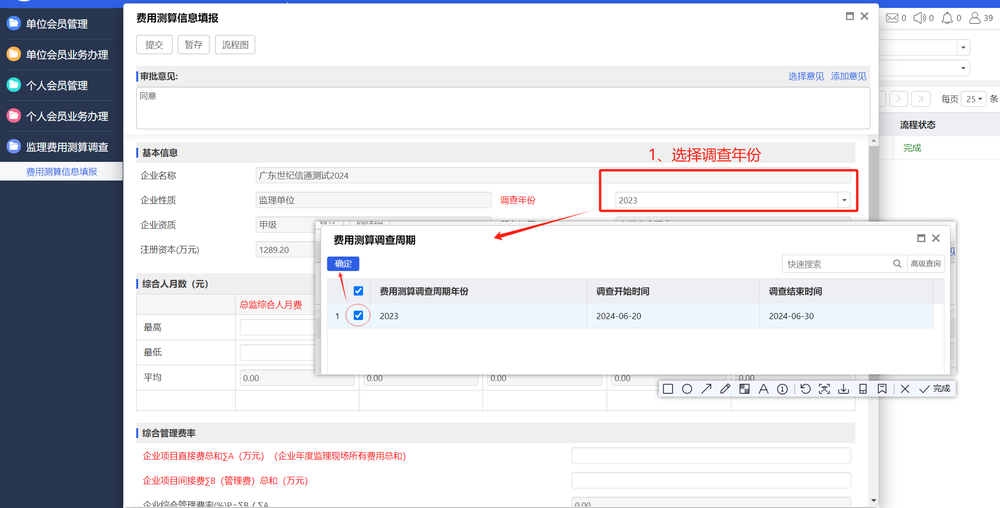 单位会员管理
单位会员业务办理
个人会员管理
个人会员业务办理
监理费用测算调查
费用测算信息填报
费用测算信息填报
提交 暂存 流程图
0 0 0 39
审批意见: 选择意见 添加意见
同意
每页 25 条
流程状态
完成
基本信息
1、选择调查年份
企业名称 广东世纪信通测试2024
企业性质 监理单位 调查年份 2023
企业资质 甲级
注册资本(万元) 1289.20
流程图
费用测算调查周期
确定 快速搜索 高级查询
费用测算调查周期年份 调查开始时间 调查结束时间
1 2023 2024-06-20 2024-06-30
综合人月数（元）
总监综合人月费
最高
最低
平均 0.00 0.00 0.00 0.00 0.00
完成
综合管理费率
企业项目直接费总和∑A（万元）（企业年度监理现场所有费用总和）
企业项目间接费∑B（管理费）总和（万元）
企业综合管理费率(%)P=∑B / ∑A 0.00